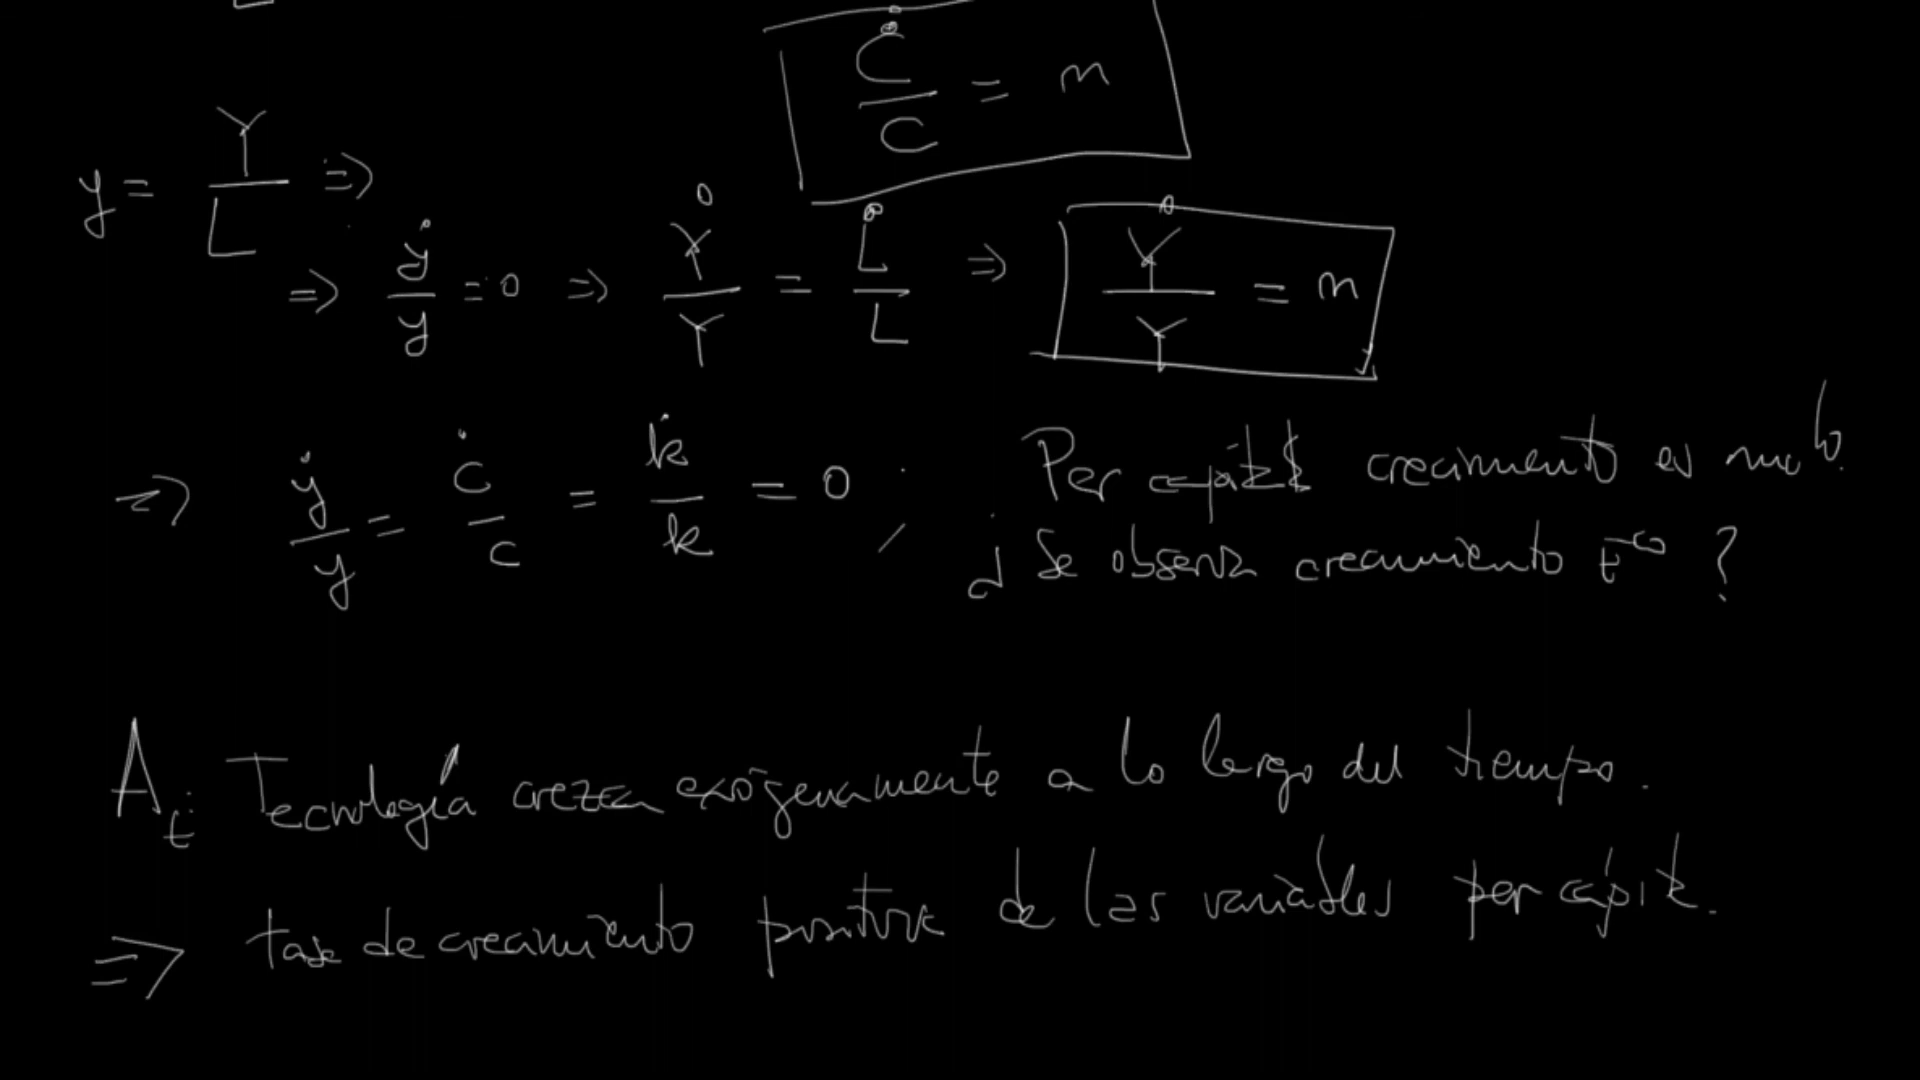 Ċ/C = n
y = Y/L ⇒
⇒ ẏ/y = 0 ⇒ Ẏ/Y = L̇/L ⇒ Ẏ/Y = n
⇒ ẏ/y = ċ/c = k̇/k = 0 ; Per cápita crecimiento es nulo.
¿ Se observa crecimiento ?
A_t: Tecnología crezca exógenamente a lo largo del tiempo.
⇒ tasa de crecimiento positiva de las variables per cápita.